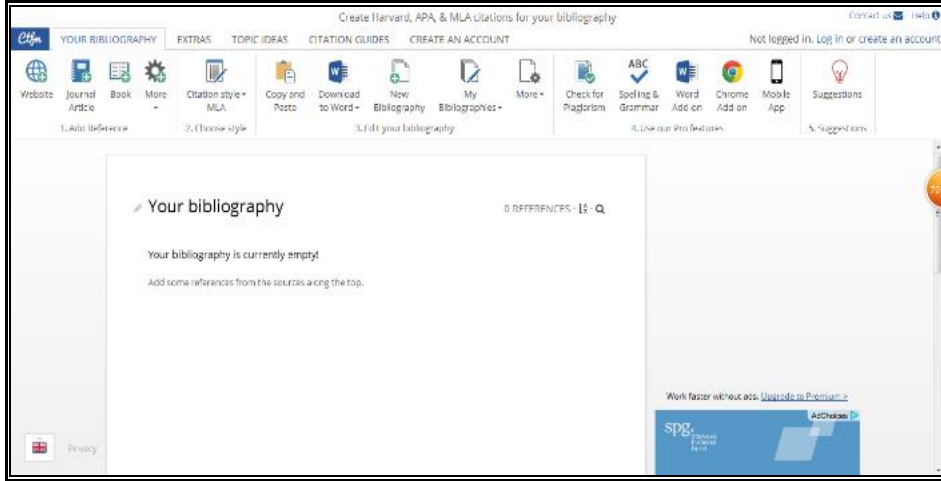 Create Harvard, APA, & MLA citations for your bibliography
Contact us Help
Ctfm YOUR BIBLIOGRAPHY EXTRAS TOPIC IDEAS CITATION GUIDES CREATE AN ACCOUNT Not logged in. Log in or create an account
Website Journal Article Book More Citation style MLA Copy and Paste Download to Word New Bibliography My Bibliographies More Check for Plagiarism ABC Spelling & Grammar Word Add-on Chrome Add on Mobile App Suggestions
1. Add Reference 2. Choose style 3. Edit your bibliography 4. Use our Pro features 5. Suggestions
70
Your bibliography 0 REFERENCES
Your bibliography is currently empty!
Add some references from the sources along the top.
Work faster without ads. Upgrade to Premium >
AdChoices
spg.
Privacy